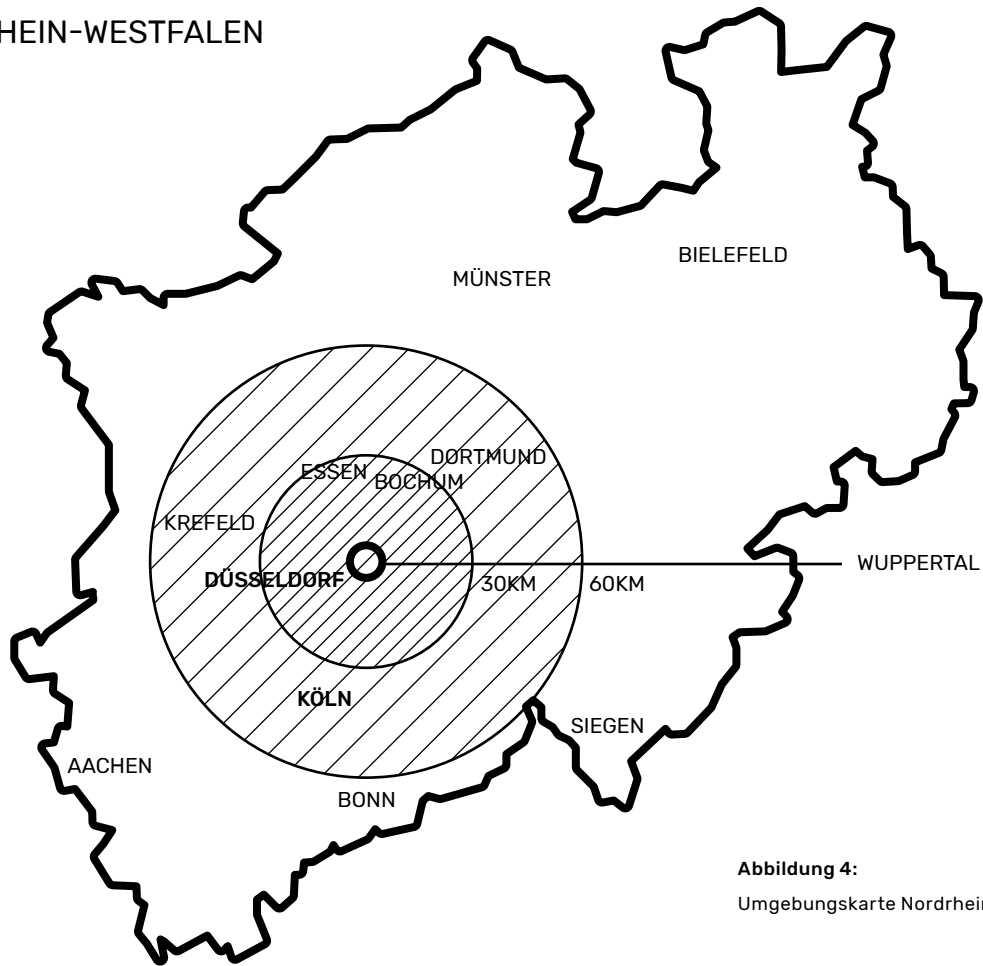 HEIN-WESTFALEN
BIELEFELD
MÜNSTER
DORTMUND
ESSEN
BOCHUM
KREFELD
WUPPERTAL
DÜSSELDORF
30KM
60KM
KÖLN
SIEGEN
AACHEN
BONN
Abbildung 4:
Umgebungskarte Nordrhein